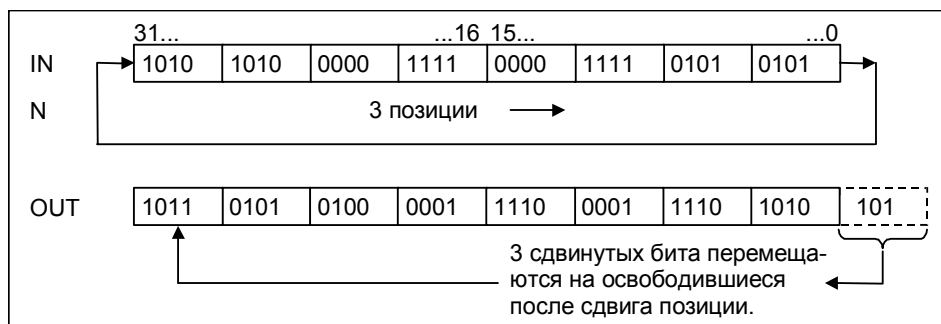 31... ...16 15... ...0
IN 1010 1010 0000 1111 0000 1111 0101 0101
N 3 позиции
OUT 1011 0101 0100 0001 1110 0001 1110 1010 101
3 сдвинутых бита перемеща-
ются на освободившиеся
после сдвига позиции.